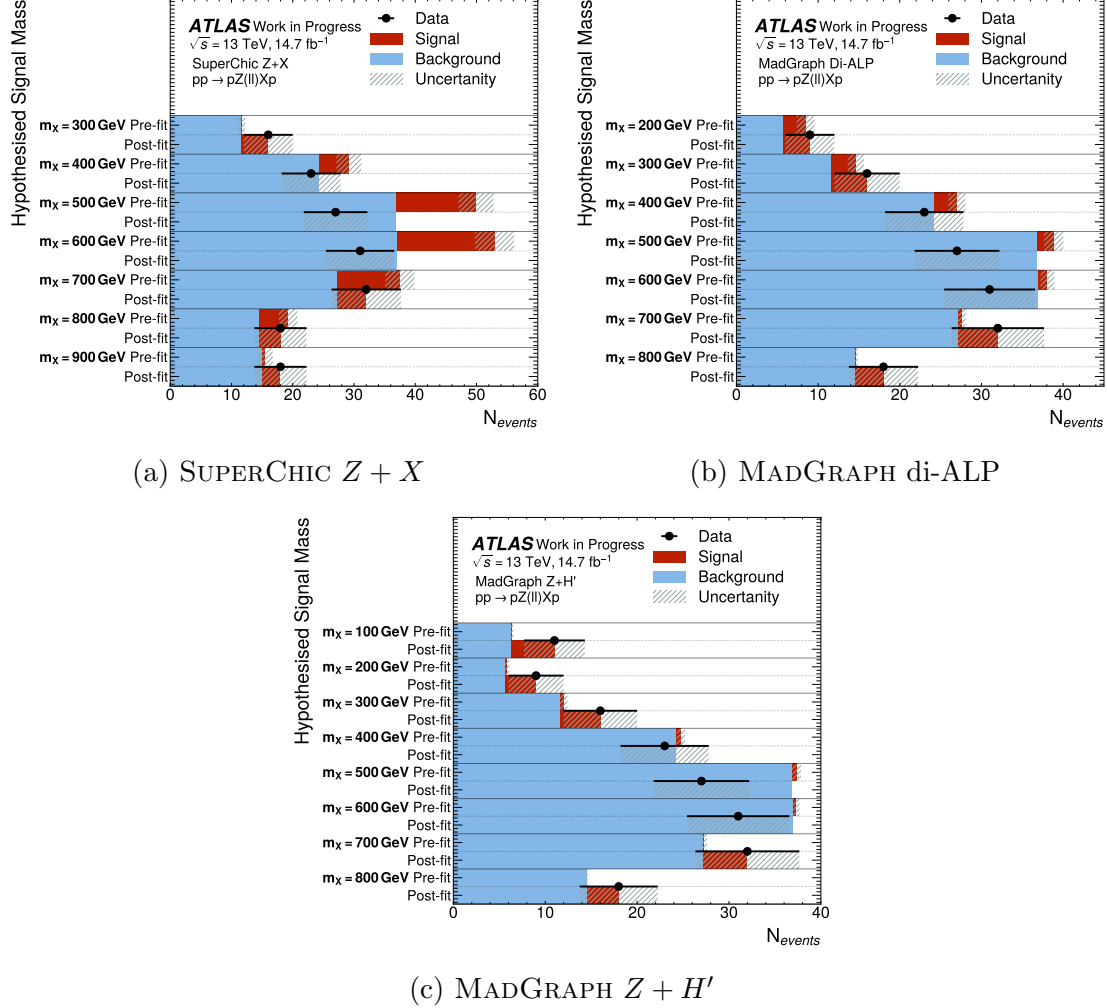 Hypothesised Signal Mass
ATLAS Work in Progress
√s = 13 TeV, 14.7 fb⁻¹
SuperChic Z+X
pp → pZ(ll)Xp
Data
Signal
Background
Uncertainty
m_X = 300 GeV Pre-fit
Post-fit
m_X = 400 GeV Pre-fit
Post-fit
m_X = 500 GeV Pre-fit
Post-fit
m_X = 600 GeV Pre-fit
Post-fit
m_X = 700 GeV Pre-fit
Post-fit
m_X = 800 GeV Pre-fit
Post-fit
m_X = 900 GeV Pre-fit
Post-fit
0 10 20 30 40 50 60
N_events
(a) SuperChic Z + X
Hypothesised Signal Mass
ATLAS Work in Progress
√s = 13 TeV, 14.7 fb⁻¹
MadGraph Di-ALP
pp → pZ(ll)Xp
Data
Signal
Background
Uncertainty
m_X = 200 GeV Pre-fit
Post-fit
m_X = 300 GeV Pre-fit
Post-fit
m_X = 400 GeV Pre-fit
Post-fit
m_X = 500 GeV Pre-fit
Post-fit
m_X = 600 GeV Pre-fit
Post-fit
m_X = 700 GeV Pre-fit
Post-fit
m_X = 800 GeV Pre-fit
Post-fit
0 20 40
N_events
(b) MadGraph di-ALP
Hypothesised Signal Mass
ATLAS Work in Progress
√s = 13 TeV, 14.7 fb⁻¹
MadGraph Z+H'
pp → pZ(ll)Xp
Data
Signal
Background
Uncertainty
m_X = 100 GeV Pre-fit
Post-fit
m_X = 200 GeV Pre-fit
Post-fit
m_X = 300 GeV Pre-fit
Post-fit
m_X = 400 GeV Pre-fit
Post-fit
m_X = 500 GeV Pre-fit
Post-fit
m_X = 600 GeV Pre-fit
Post-fit
m_X = 700 GeV Pre-fit
Post-fit
m_X = 800 GeV Pre-fit
Post-fit
0 10 20 30 40
N_events
(c) MadGraph Z + H′